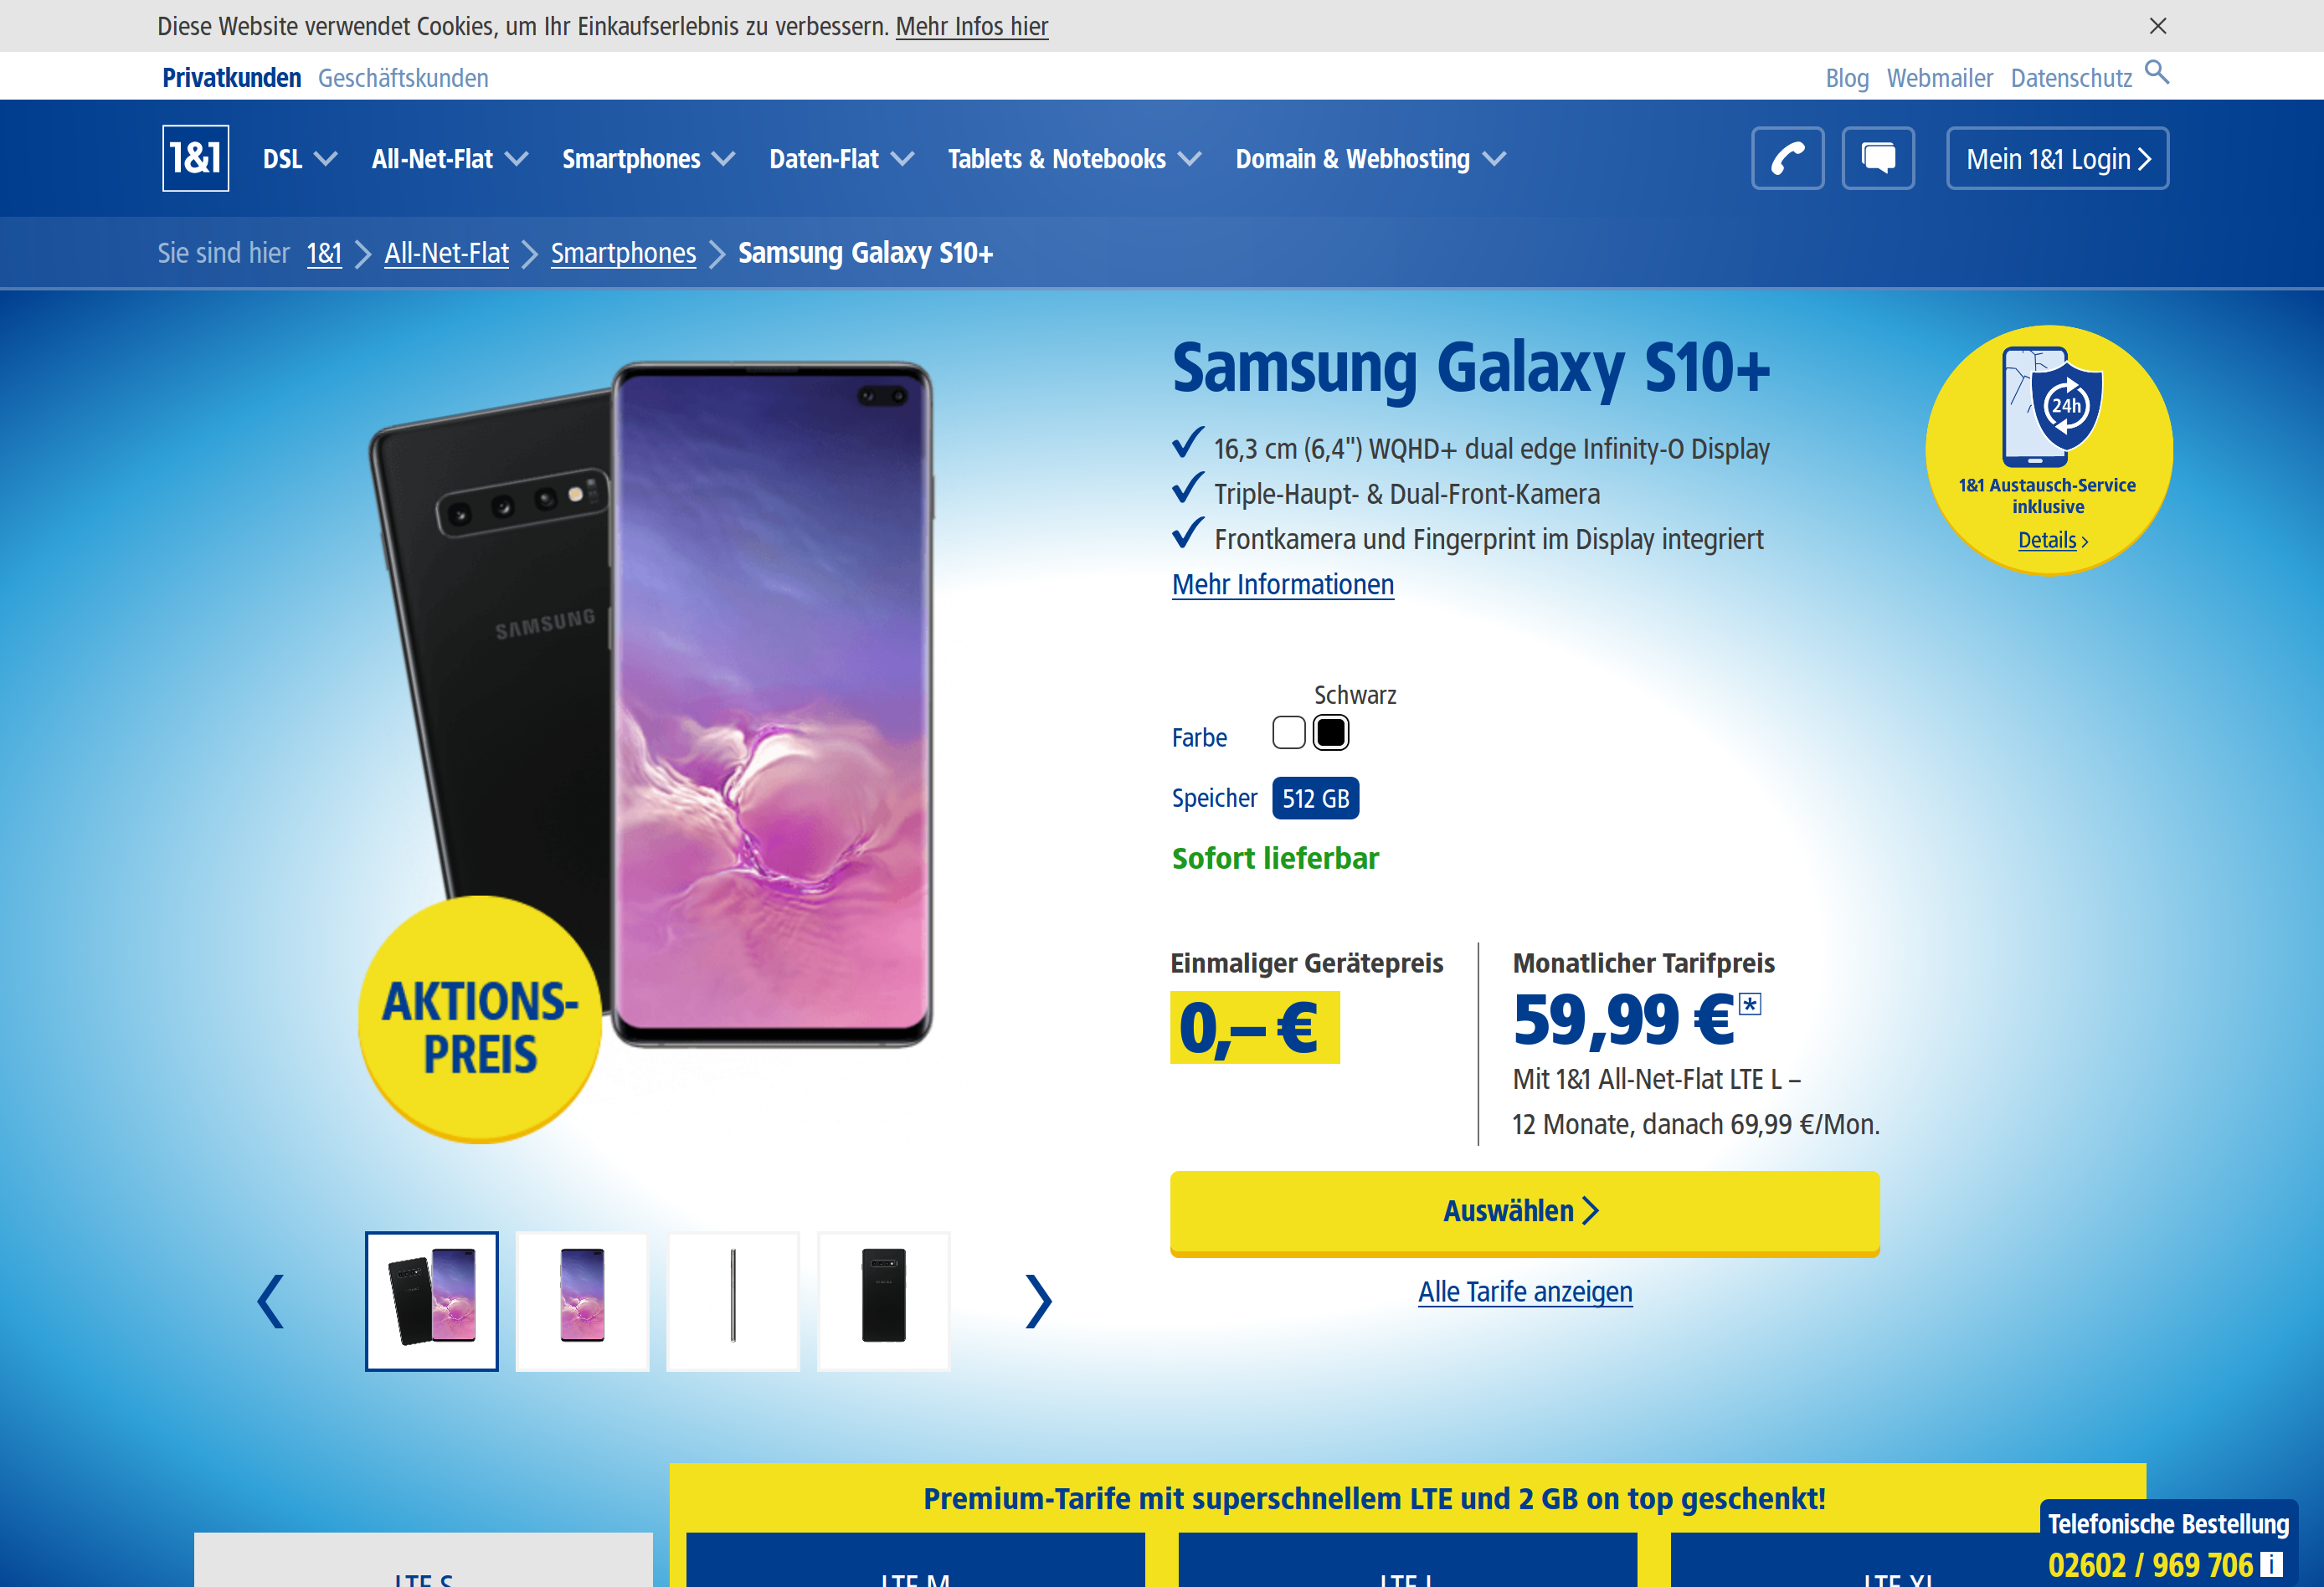 Diese Website verwendet Cookies, um Ihr Einkaufserlebnis zu verbessern. Mehr Infos hier
Privatkunden Geschäftskunden
Blog Webmailer Datenschutz
1&1 DSL All-Net-Flat Smartphones Daten-Flat Tablets & Notebooks Domain & Webhosting
Mein 1&1 Login
Sie sind hier 1&1 All-Net-Flat Smartphones Samsung Galaxy S10+
SAMSUNG
AKTIONS-
PREIS
Samsung Galaxy S10+
16,3 cm (6,4") WQHD+ dual edge Infinity-O Display
Triple-Haupt- & Dual-Front-Kamera
Frontkamera und Fingerprint im Display integriert
Mehr Informationen
24h
1&1 Austausch-Service
inklusive
Details
Schwarz
Farbe
Speicher 512 GB
Sofort lieferbar
Einmaliger Gerätepreis
0,– €
Monatlicher Tarifpreis
59,99 € *
Mit 1&1 All-Net-Flat LTE L –
12 Monate, danach 69,99 €/Mon.
Auswählen
Alle Tarife anzeigen
Premium-Tarife mit superschnellem LTE und 2 GB on top geschenkt!
LTE S
LTE M
LTE L
LTE XL
Telefonische Bestellung
02602 / 969 706 i